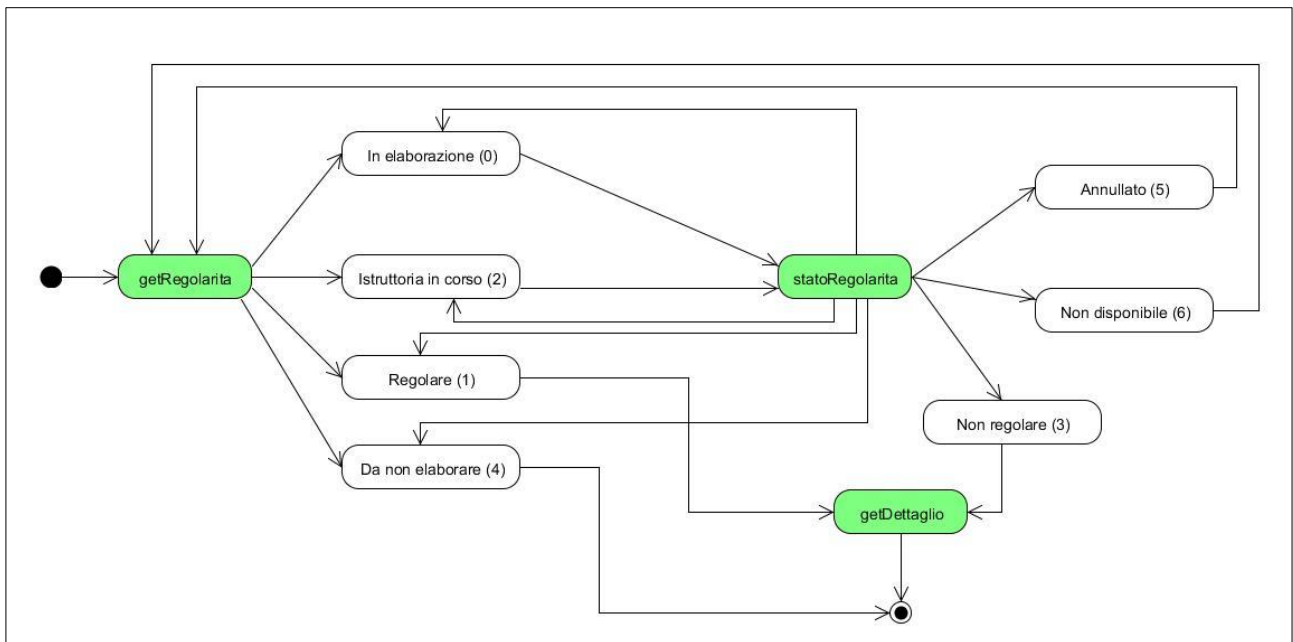 In elaborazione (0)
Annullato (5)
getRegolarita
Istruttoria in corso (2)
statoRegolarita
Non disponibile (6)
Regolare (1)
Non regolare (3)
Da non elaborare (4)
getDettaglio